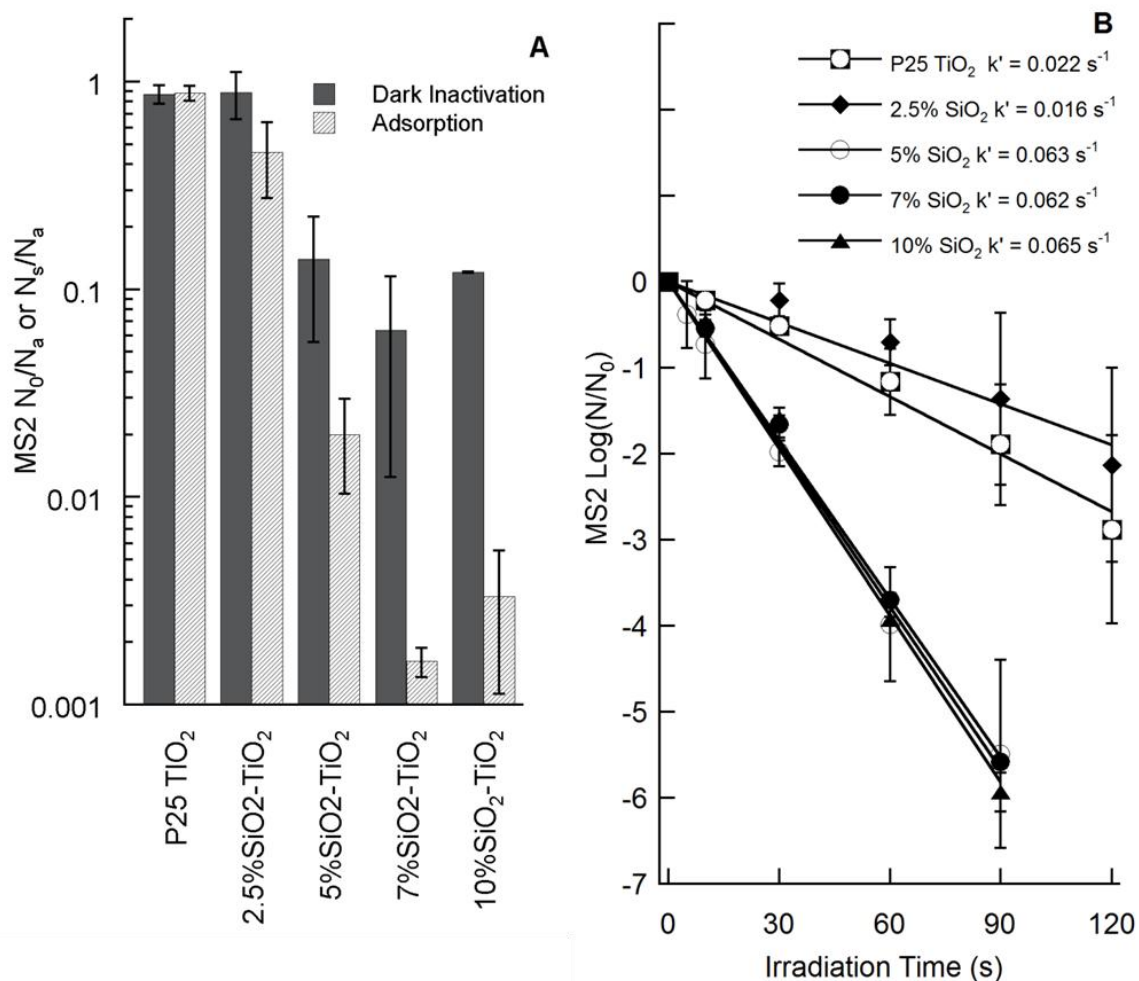 A
Dark Inactivation
Adsorption
MS2 N₀/Nₐ or Nₛ/Nₐ
1
0.1
0.01
0.001
P25 TIO₂
2.5%SiO2-TiO₂
5%SiO2-TiO₂
7%SiO2-TiO₂
10%SiO₂-TiO₂
B
P25 TiO₂ k' = 0.022 s⁻¹
2.5% SiO₂ k' = 0.016 s⁻¹
5% SiO₂ k' = 0.063 s⁻¹
7% SiO₂ k' = 0.062 s⁻¹
10% SiO₂ k' = 0.065 s⁻¹
MS2 Log(N/N₀)
0
-1
-2
-3
-4
-5
-6
-7
0 30 60 90 120
Irradiation Time (s)